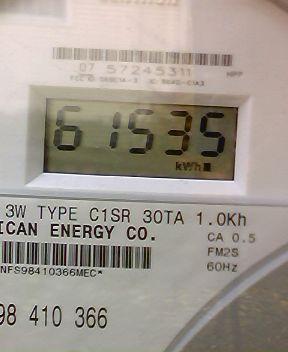 07 57245311 NPP
61535
kWh
3W TYPE C1SR 30TA 1.0Kh
ICAN ENERGY CO. CA 0.5
FM2S
NFS98410366MEC* 60Hz
98 410 366